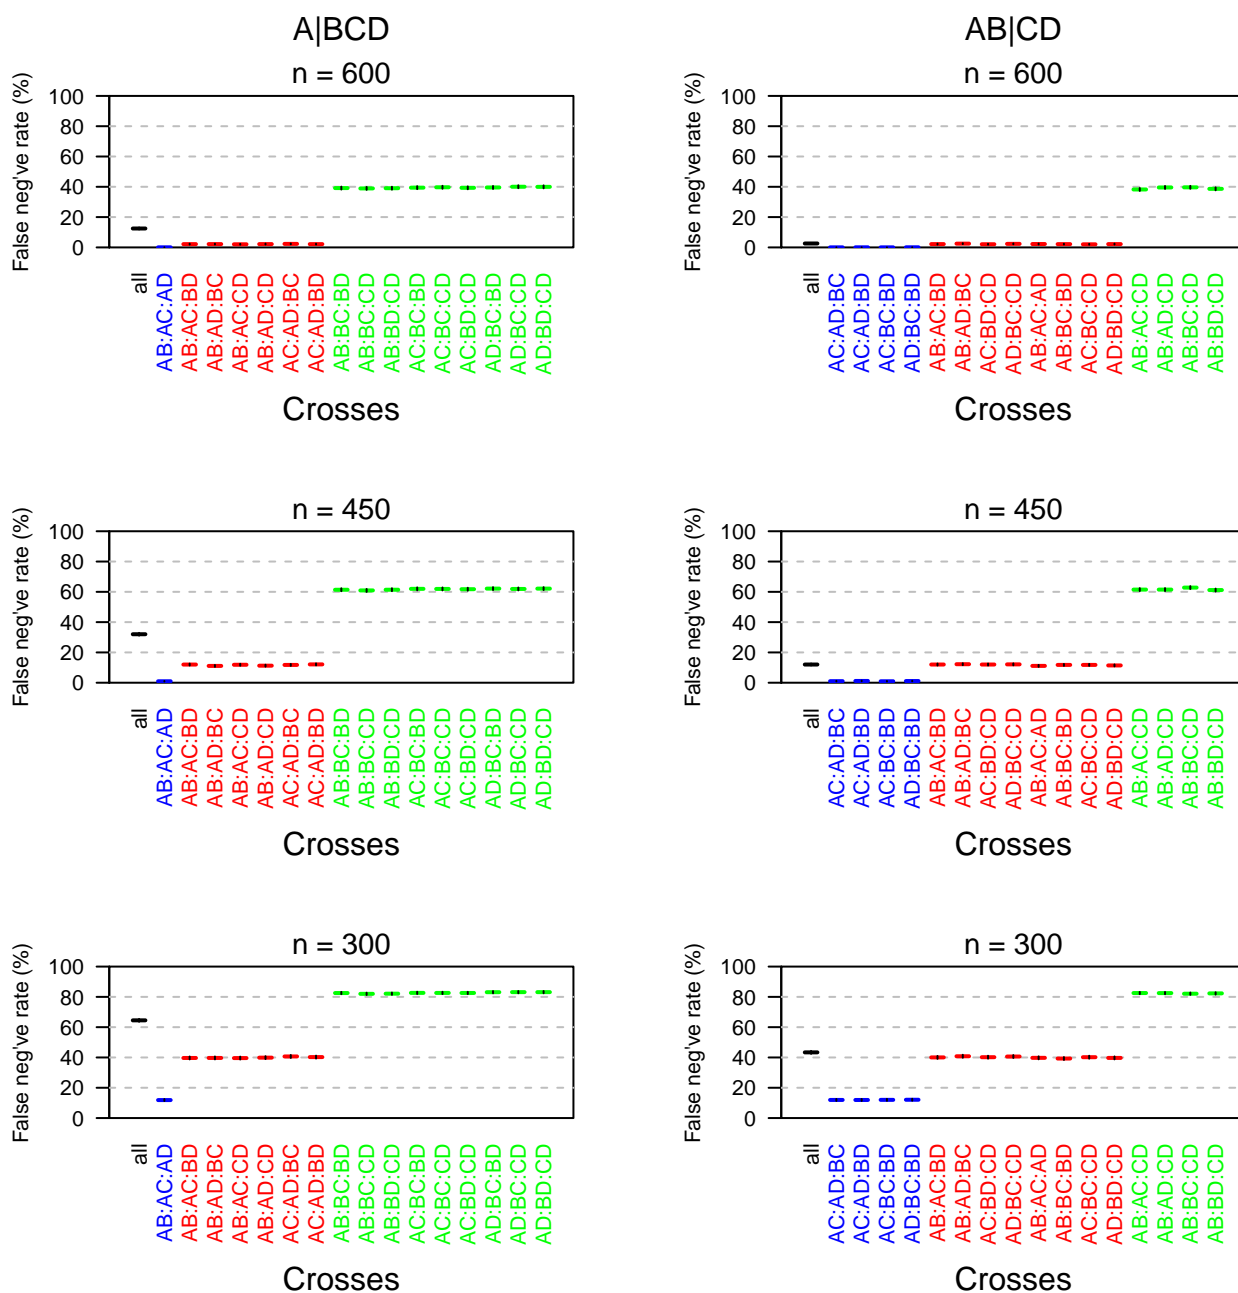 A|BCD
n = 600
False neg've rate (%)
100
80
60
40
20
0
all
AB:AC:AD
AB:AC:BD
AB:AD:BC
AB:AC:CD
AB:AD:CD
AC:AD:BC
AC:AD:BD
AB:BC:BD
AB:BC:CD
AB:BD:CD
AC:BC:BD
AC:BC:CD
AC:BD:CD
AD:BC:BD
AD:BC:CD
AD:BD:CD
Crosses
AB|CD
n = 600
False neg've rate (%)
100
80
60
40
20
0
all
AC:AD:BC
AC:AD:BD
AC:BC:BD
AD:BC:BD
AB:AC:BD
AB:AD:BC
AC:BD:CD
AD:BC:CD
AB:AC:AD
AB:BC:BD
AC:BC:CD
AD:BD:CD
AB:AC:CD
AB:AD:CD
AB:BC:CD
AB:BD:CD
Crosses
n = 450
False neg've rate (%)
100
80
60
40
20
0
all
AB:AC:AD
AB:AC:BD
AB:AD:BC
AB:AC:CD
AB:AD:CD
AC:AD:BC
AC:AD:BD
AB:BC:BD
AB:BC:CD
AB:BD:CD
AC:BC:BD
AC:BC:CD
AC:BD:CD
AD:BC:BD
AD:BC:CD
AD:BD:CD
Crosses
n = 450
False neg've rate (%)
100
80
60
40
20
0
all
AC:AD:BC
AC:AD:BD
AC:BC:BD
AD:BC:BD
AB:AC:BD
AB:AD:BC
AC:BD:CD
AD:BC:CD
AB:AC:AD
AB:BC:BD
AC:BC:CD
AD:BD:CD
AB:AC:CD
AB:AD:CD
AB:BC:CD
AB:BD:CD
Crosses
n = 300
False neg've rate (%)
100
80
60
40
20
0
all
AB:AC:AD
AB:AC:BD
AB:AD:BC
AB:AC:CD
AB:AD:CD
AC:AD:BC
AC:AD:BD
AB:BC:BD
AB:BC:CD
AB:BD:CD
AC:BC:BD
AC:BC:CD
AC:BD:CD
AD:BC:BD
AD:BC:CD
AD:BD:CD
Crosses
n = 300
False neg've rate (%)
100
80
60
40
20
0
all
AC:AD:BC
AC:AD:BD
AC:BC:BD
AD:BC:BD
AB:AC:BD
AB:AD:BC
AC:BD:CD
AD:BC:CD
AB:AC:AD
AB:BC:BD
AC:BC:CD
AD:BD:CD
AB:AC:CD
AB:AD:CD
AB:BC:CD
AB:BD:CD
Crosses